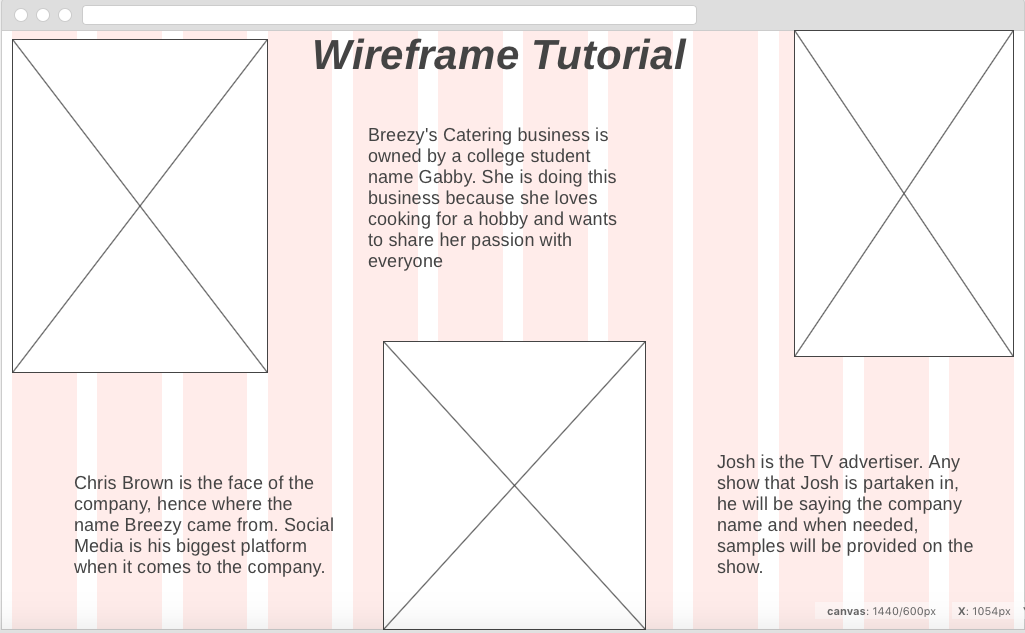 Wireframe Tutorial
Breezy's Catering business is
owned by a college student
name Gabby. She is doing this
business because she loves
cooking for a hobby and wants
to share her passion with
everyone
Chris Brown is the face of the
company, hence where the
name Breezy came from. Social
Media is his biggest platform
when it comes to the company.
Josh is the TV advertiser. Any
show that Josh is partaken in,
he will be saying the company
name and when needed,
samples will be provided on the
show.
canvas: 1440/600px X: 1054px